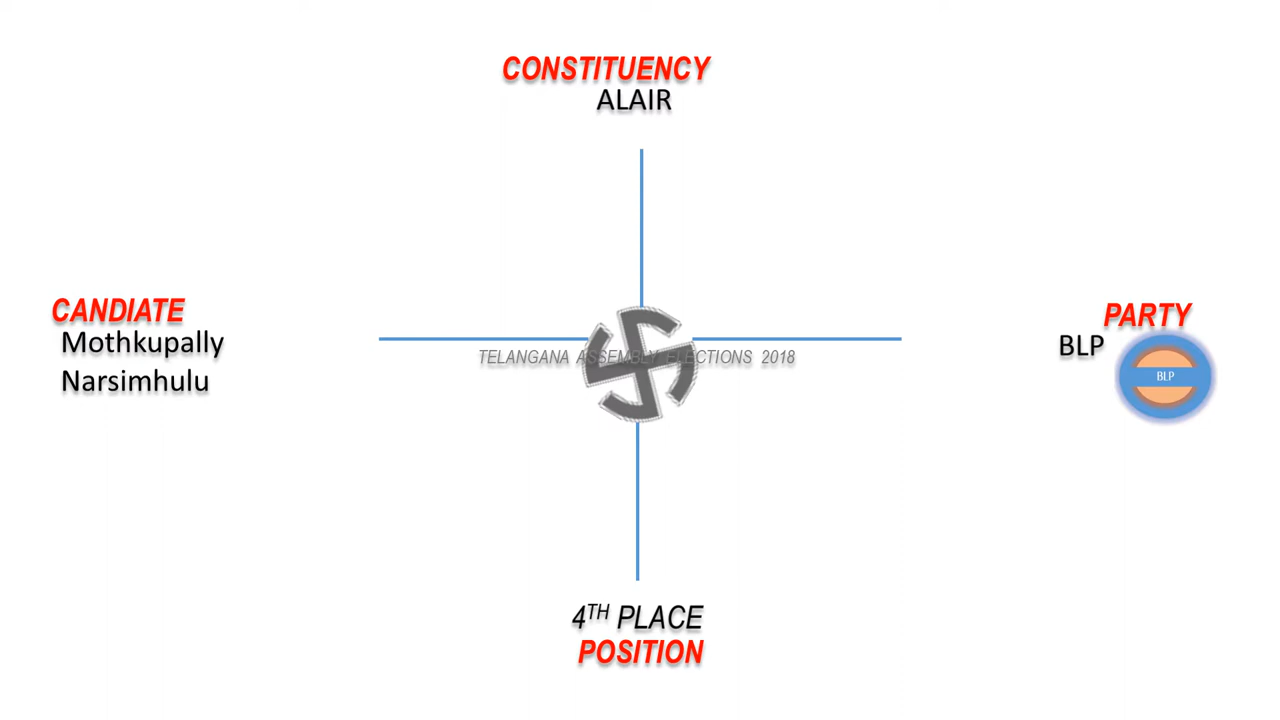 CONSTITUENCY
ALAIR
CANDIATE
Mothkupally
Narsimhulu
TELANGANA ASSEMBLY ELECTIONS 2018
PARTY
BLP
BLP
4TH PLACE
POSITION